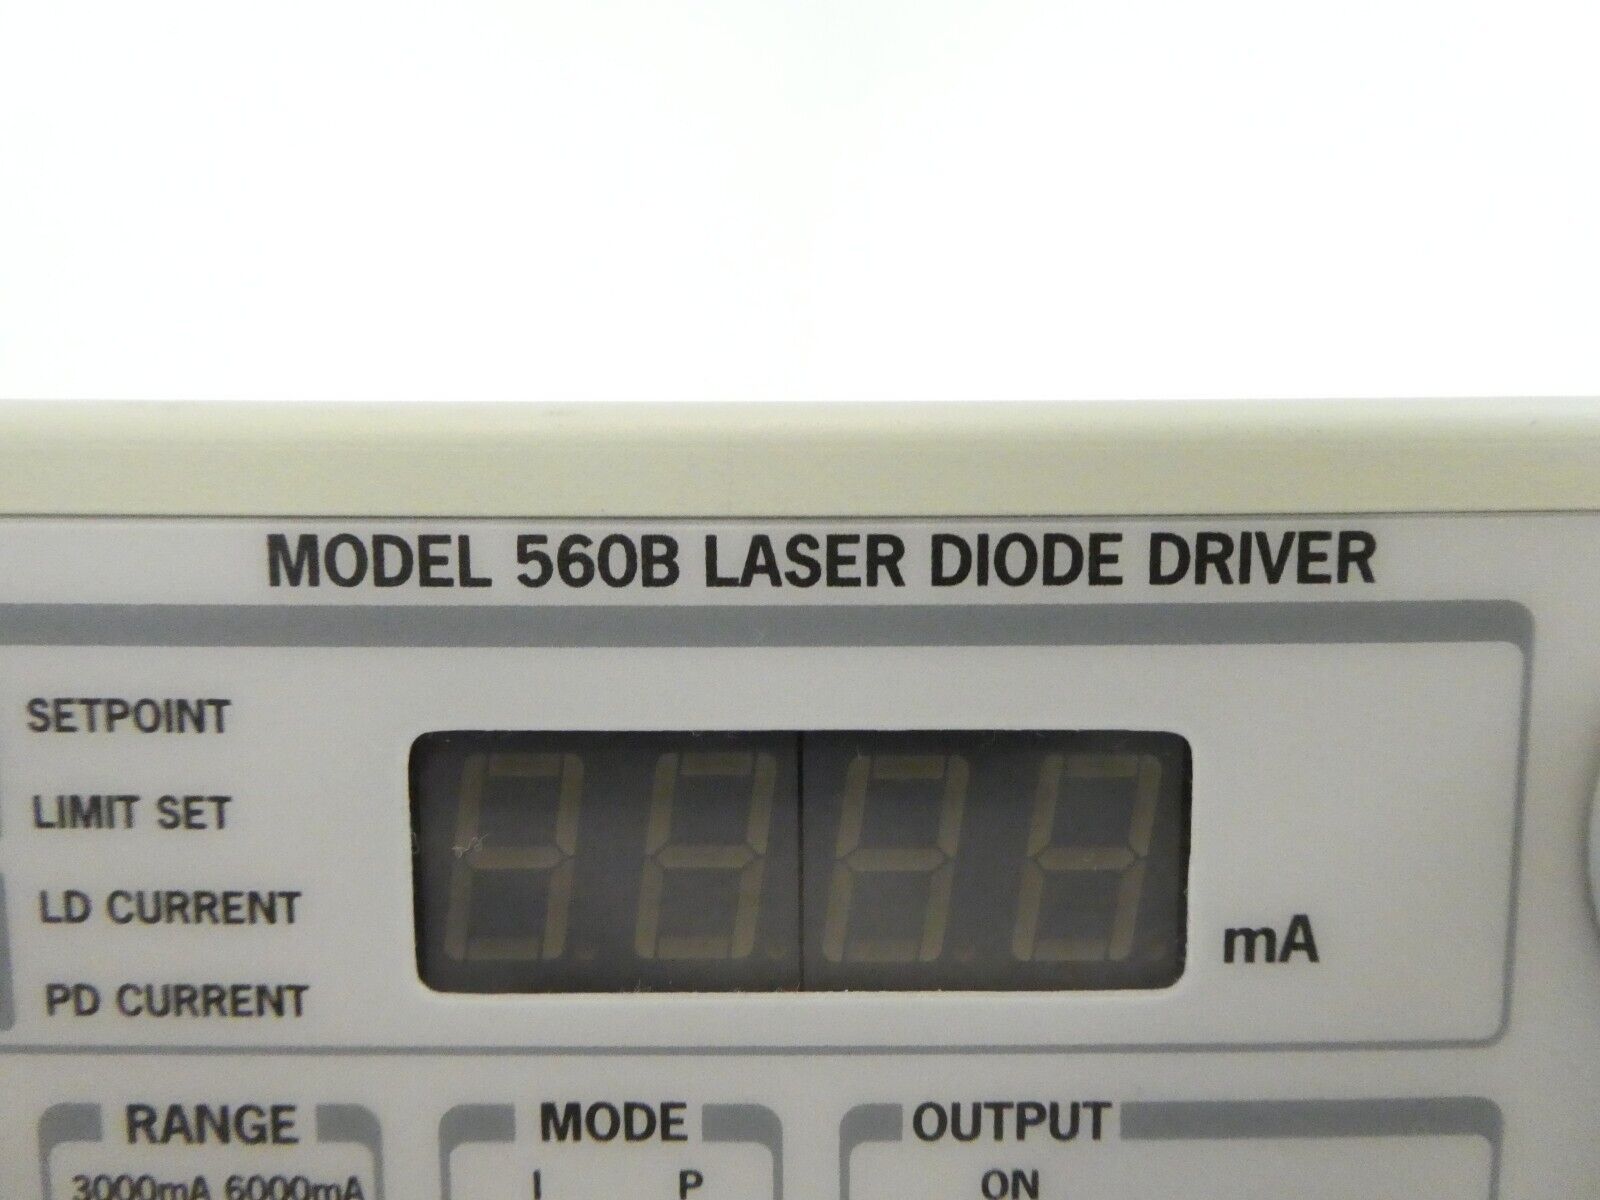 MODEL 560B LASER DIODE DRIVER
SETPOINT
LIMIT SET
LD CURRENT
PD CURRENT
mA
RANGE
3000mA 6000mA
MODE
I P
OUTPUT
ON